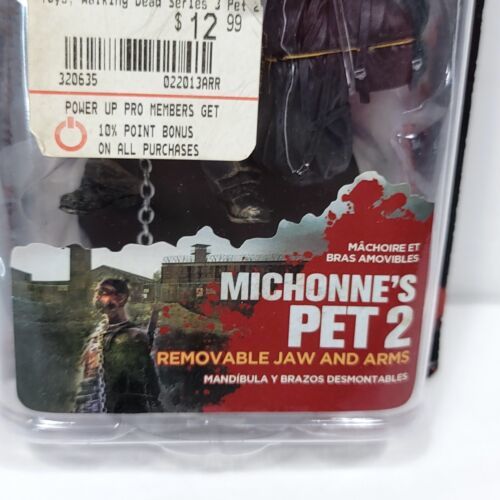 Toys, Walking Dead Series 3 Pet 2
$12.99
320635 022013ARR
POWER UP PRO MEMBERS GET
10% POINT BONUS
ON ALL PURCHASES
MÂCHOIRE ET
BRAS AMOVIBLES
MICHONNE'S
PET 2
REMOVABLE JAW AND ARMS
MANDÍBULA Y BRAZOS DESMONTABLES